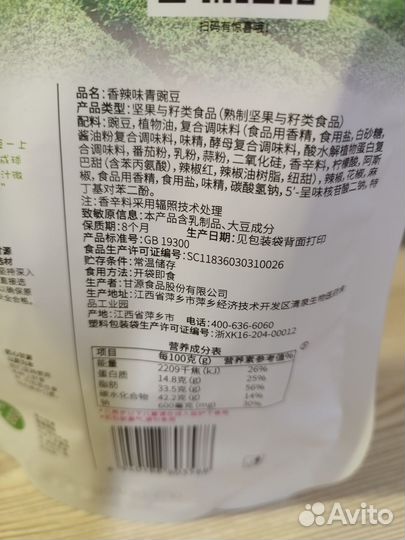 扫码有惊喜哦！
品名：香辣味青豌豆
产品类型：坚果与籽类食品（熟制坚果与籽类食品）
配料：豌豆，植物油，复合调味料（食品用香精，食用盐，白砂糖，
酱油粉复合调味料，味精，酵母复合调味料，酸水解植物蛋白复
合调味料，番茄粉，乳粉，蒜粉，二氧化硅，香辛料，柠檬酸，阿斯
巴甜（含苯丙氨酸），辣椒红，辣椒油树脂，纽甜），辣椒，花椒，麻
椒，食品用香精，食用盐，味精，碳酸氢钠，5'-呈味核苷酸二钠，特
丁基对苯二酚。
注：香辛料采用辐照技术处理
致敏原信息：本产品含乳制品、大豆成分
保质期：8个月 生产日期：见包装袋背面打印
产品标准号：GB 19300
食品生产许可证编号：SC11836030310026
贮存条件：常温储存
食用方法：开袋即食
生产商：甘源食品股份有限公司
生产地址：江西省萍乡市萍乡经济技术开发区清泉生物医药食
品工业园
产地：江西省萍乡市 电话：400-636-6060
塑料包装袋生产许可证编号：浙XK16-204-00012
营养成分表
项目 每100克(g) 营养素参考值%
能量 2209千焦(kJ) 26%
蛋白质 14.8克(g) 25%
脂肪 33.5克(g) 56%
碳水化合物 42.2克(g) 14%
钠 600毫克(mg) 30%
Avito